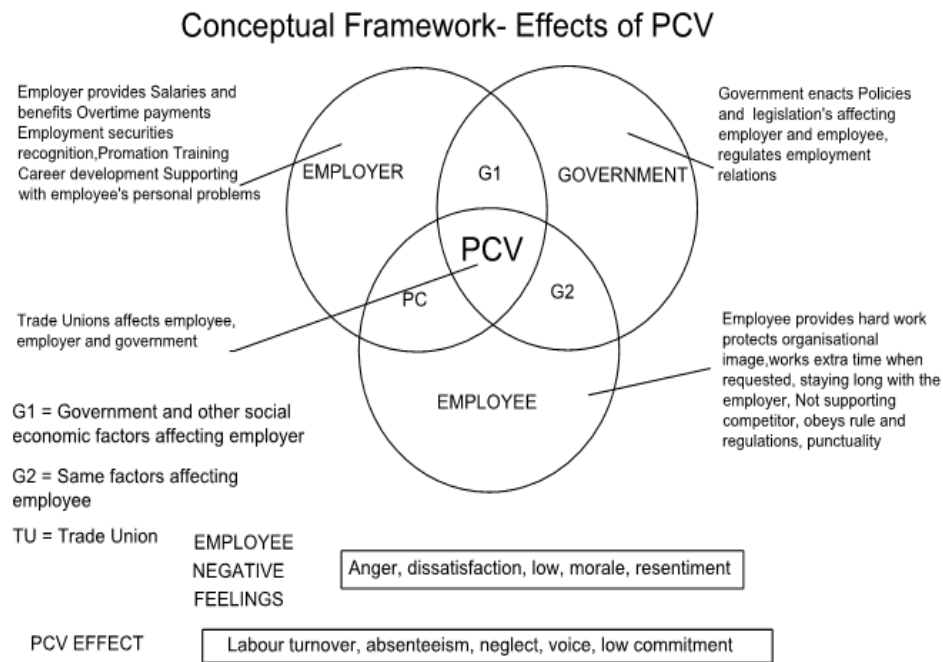 Conceptual Framework- Effects of PCV
Employer provides Salaries and
benefits Overtime payments
Employment securities
recognition,Promation Training
Career development Supporting
with employee's personal problems
Government enacts Policies
and legislation's affecting
employer and employee,
regulates employment
relations
EMPLOYER
G1
GOVERNMENT
PCV
PC
G2
Trade Unions affects employee,
employer and government
Employee provides hard work
protects organisational
image,works extra time when
requested, staying long with the
employer, Not supporting
competitor, obeys rule and
regulations, punctuality
EMPLOYEE
G1 = Government and other social
economic factors affecting employer
G2 = Same factors affecting
employee
TU = Trade Union
EMPLOYEE
NEGATIVE
FEELINGS
Anger, dissatisfaction, low, morale, resentiment
PCV EFFECT
Labour turnover, absenteeism, neglect, voice, low commitment